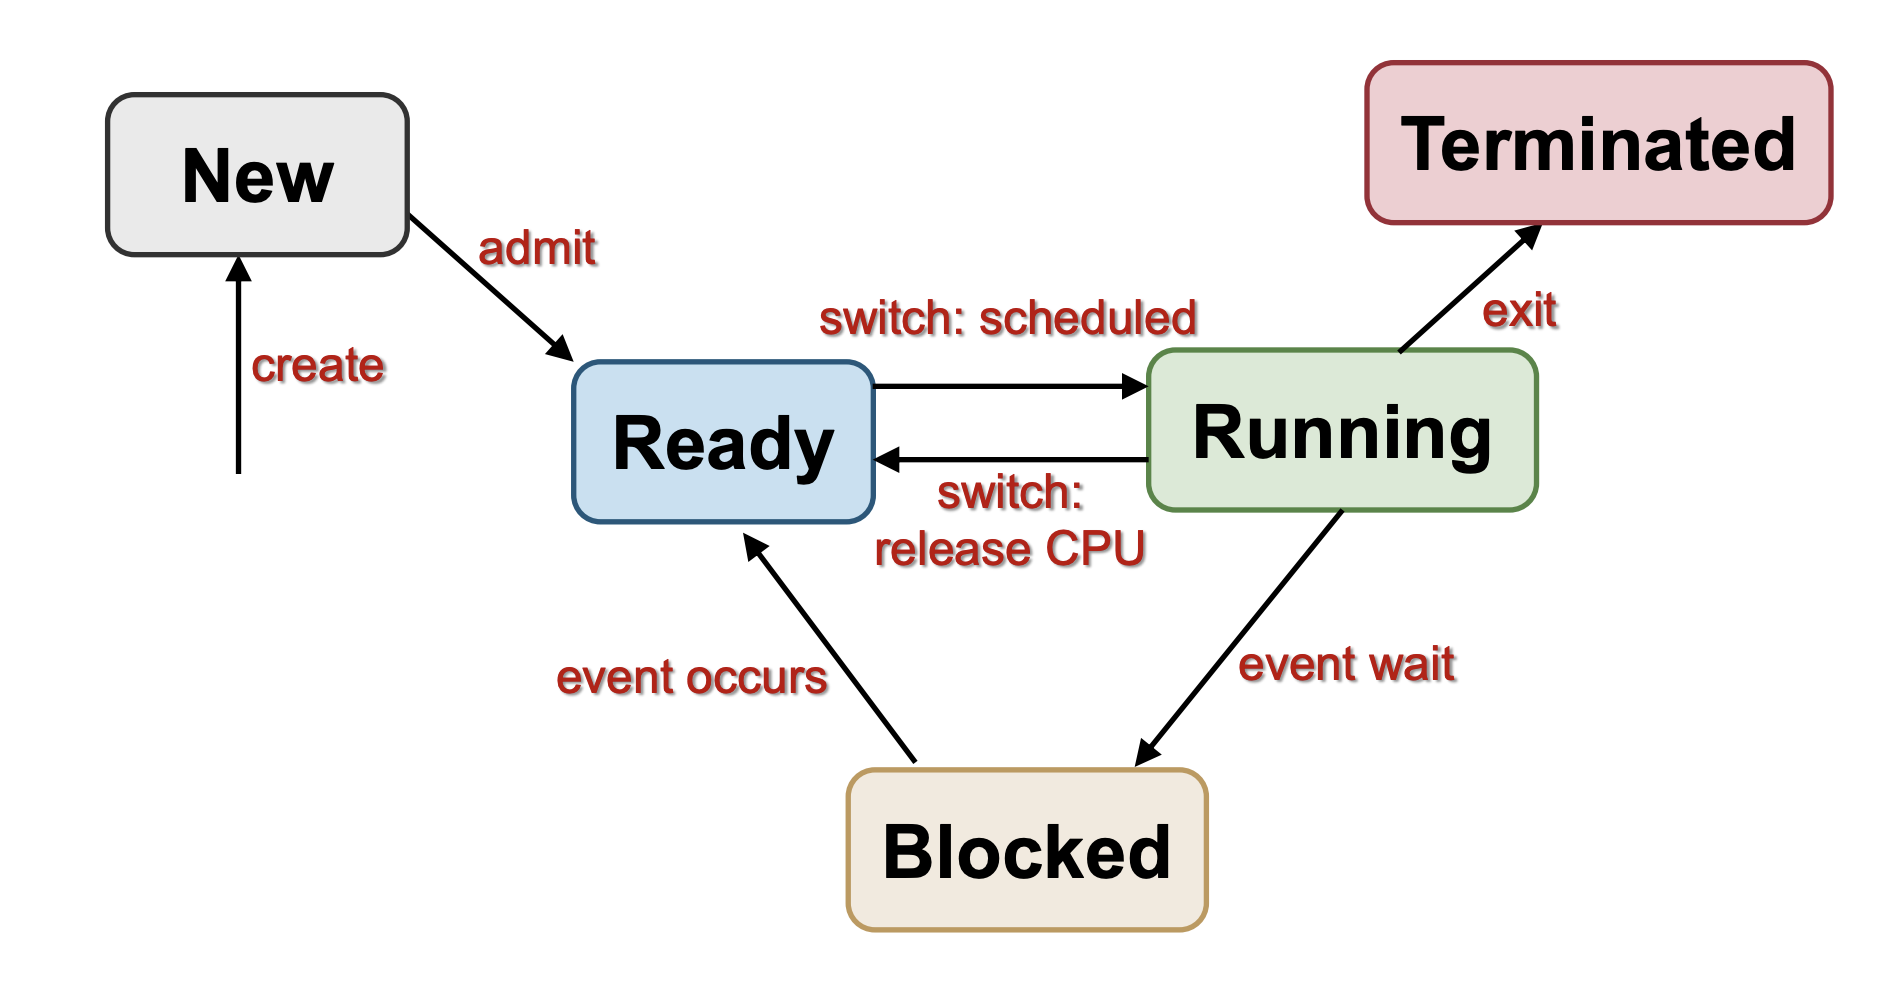 Terminated
New
admit
switch: scheduled
exit
create
Ready
Running
switch:
release CPU
event occurs
event wait
Blocked